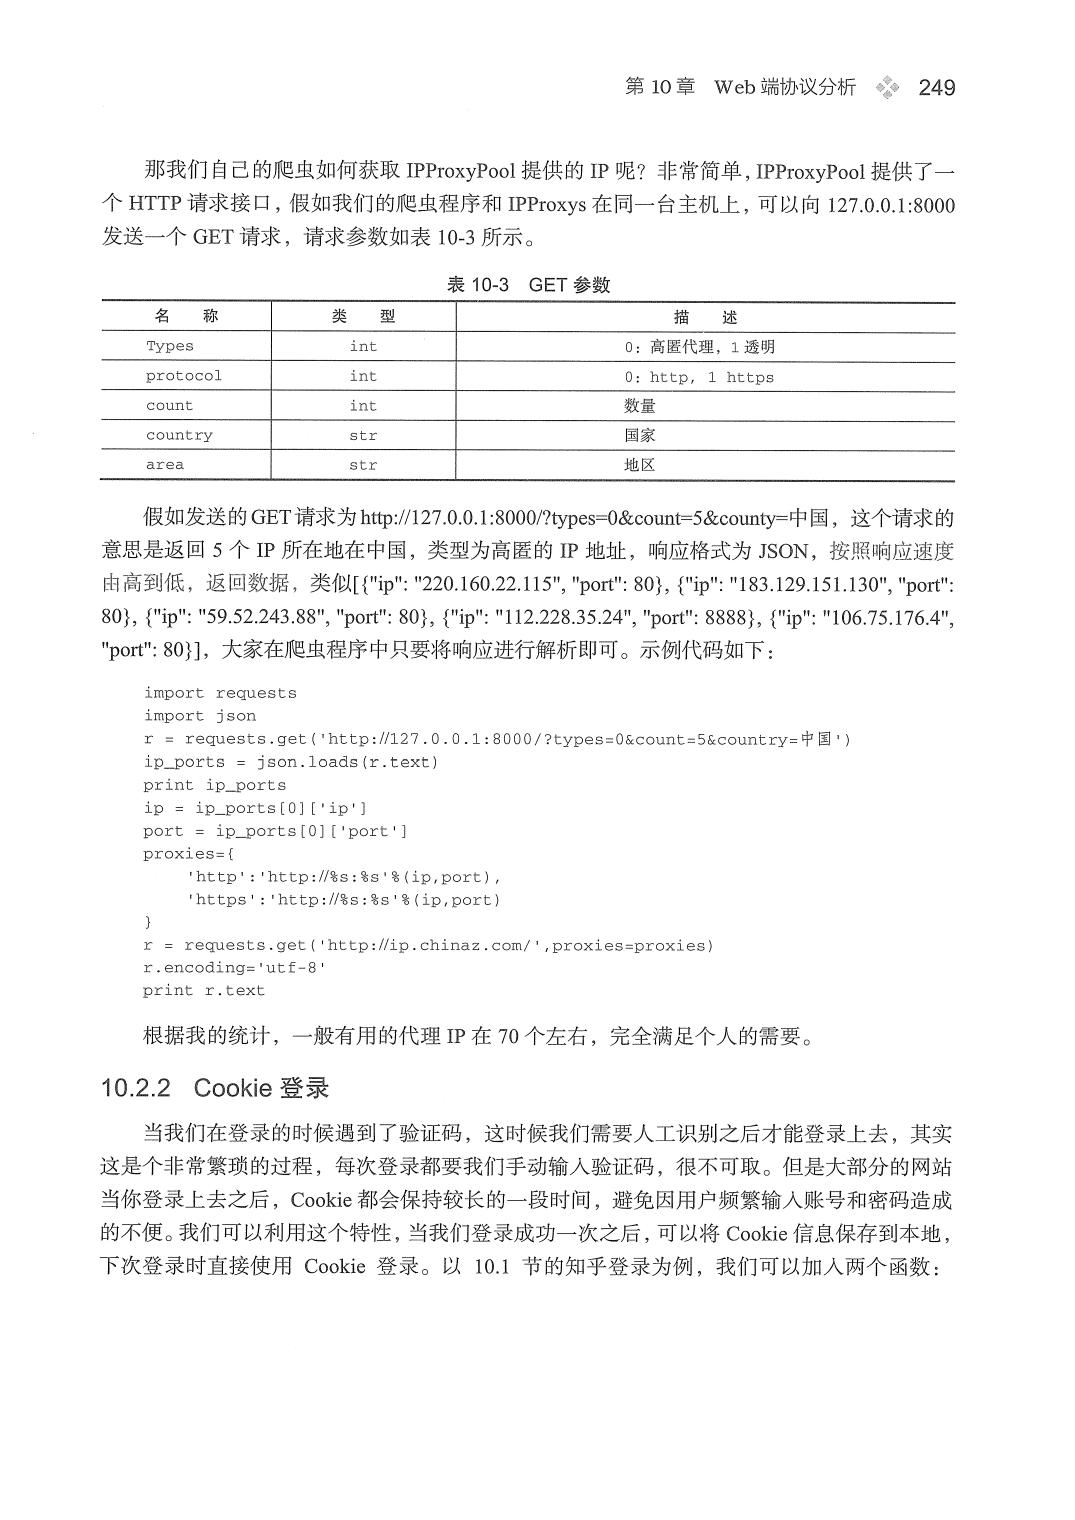 第 10 章 Web 端协议分析 249
那我们自己的爬虫如何获取 IPProxyPool 提供的 IP 呢？非常简单，IPProxyPool 提供了一
个 HTTP 请求接口，假如我们的爬虫程序和 IPProxys 在同一台主机上，可以向 127.0.0.1:8000
发送一个 GET 请求，请求参数如表 10-3 所示。
表 10-3 GET 参数
名 称 类 型 描 述
Types int 0：高匿代理，1 透明
protocol int 0：http，1 https
count int 数量
country str 国家
area str 地区
假如发送的 GET 请求为 http://127.0.0.1:8000/?types=0&count=5&county=中国，这个请求的
意思是返回 5 个 IP 所在地在中国，类型为高匿的 IP 地址，响应格式为 JSON，按照响应速度
由高到低，返回数据，类似[{"ip": "220.160.22.115", "port": 80}, {"ip": "183.129.151.130", "port":
80}, {"ip": "59.52.243.88", "port": 80}, {"ip": "112.228.35.24", "port": 8888}, {"ip": "106.75.176.4",
"port": 80}]，大家在爬虫程序中只要将响应进行解析即可。示例代码如下：
import requests
import json
r = requests.get('http://127.0.0.1:8000/?types=0&count=5&country=中国')
ip_ports = json.loads(r.text)
print ip_ports
ip = ip_ports[0]['ip']
port = ip_ports[0]['port']
proxies={
'http':'http://%s:%s'%(ip,port),
'https':'http://%s:%s'%(ip,port)
}
r = requests.get('http://ip.chinaz.com/',proxies=proxies)
r.encoding='utf-8'
print r.text
根据我的统计，一般有用的代理 IP 在 70 个左右，完全满足个人的需要。
10.2.2 Cookie 登录
当我们在登录的时候遇到了验证码，这时候我们需要人工识别之后才能登录上去，其实
这是个非常繁琐的过程，每次登录都要我们手动输入验证码，很不可取。但是大部分的网站
当你登录上去之后，Cookie 都会保持较长的一段时间，避免因用户频繁输入账号和密码造成
的不便。我们可以利用这个特性，当我们登录成功一次之后，可以将 Cookie 信息保存到本地，
下次登录时直接使用 Cookie 登录。以 10.1 节的知乎登录为例，我们可以加入两个函数：